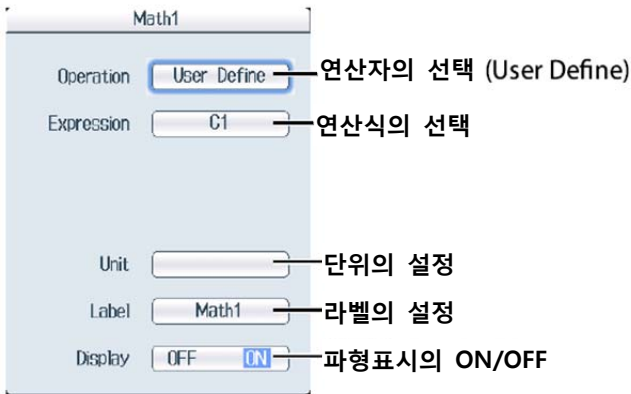 Math1
Operation User Define 연산자의 선택 (User Define)
Expression C1 연산식의 선택
Unit 단위의 설정
Label Math1 라벨의 설정
Display OFF ON 파형표시의 ON/OFF